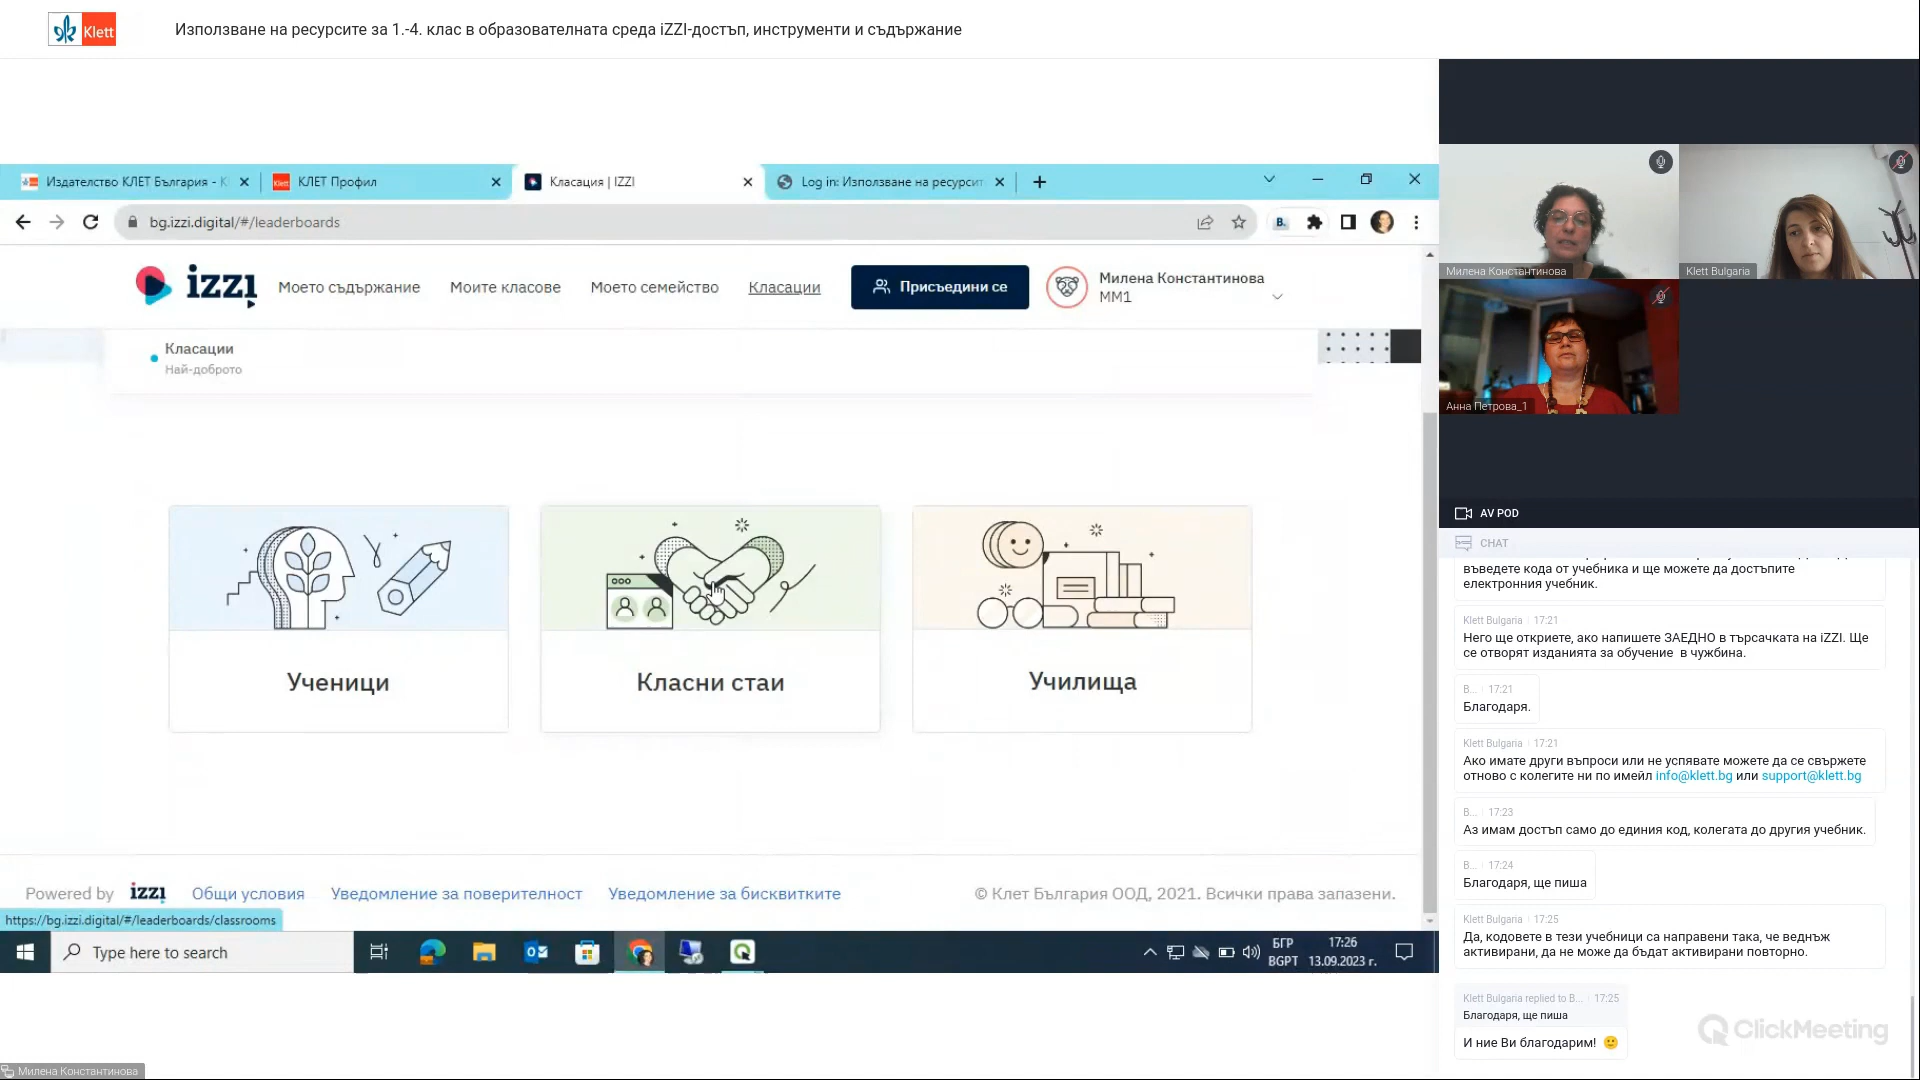 Klett
Използване на ресурсите за 1.-4. клас в образователната среда iZZI-достъп, инструменти и съдържание
Издателство КЛЕТ България - К
КЛЕТ Профил
Класация | IZZI
Log in: Използване на ресурсит
bg.izzi.digital/#/leaderboards
izzi
Моето съдържание
Моите класове
Моето семейство
Класации
Присъедини се
Милена Константинова
ММ1
Класации
Най-доброто
Ученици
Класни стаи
Училища
Powered by izzi
Общи условия
Уведомление за поверителност
Уведомление за бисквитките
© Клет България ООД, 2021. Всички права запазени.
https://bg.izzi.digital/#/leaderboards/classrooms
Type here to search
БГР
BGPT
17:26
13.09.2023 г.
Милена Константинова
Милена Константинова
Klett Bulgaria
Анна Петрова_1
AV POD
CHAT
въведете кода от учебника и ще можете да достъпите
електронния учебник.
Klett Bulgaria 17:21
Него ще откриете, ако напишете ЗАЕДНО в търсачката на iZZI. Ще
се отворят изданията за обучение в чужбина.
В... 17:21
Благодаря.
Klett Bulgaria 17:21
Ако имате други въпроси или не успявате можете да се свържете
отново с колегите ни по имейл info@klett.bg или support@klett.bg
В... 17:23
Аз имам достъп само до единия код, колегата до другия учебник.
В... 17:24
Благодаря, ще пиша
Klett Bulgaria 17:25
Да, кодовете в тези учебници са направени така, че веднъж
активирани, да не може да бъдат активирани повторно.
Klett Bulgaria replied to В... 17:25
Благодаря, ще пиша
И ние Ви благодарим! 🙂
ClickMeeting